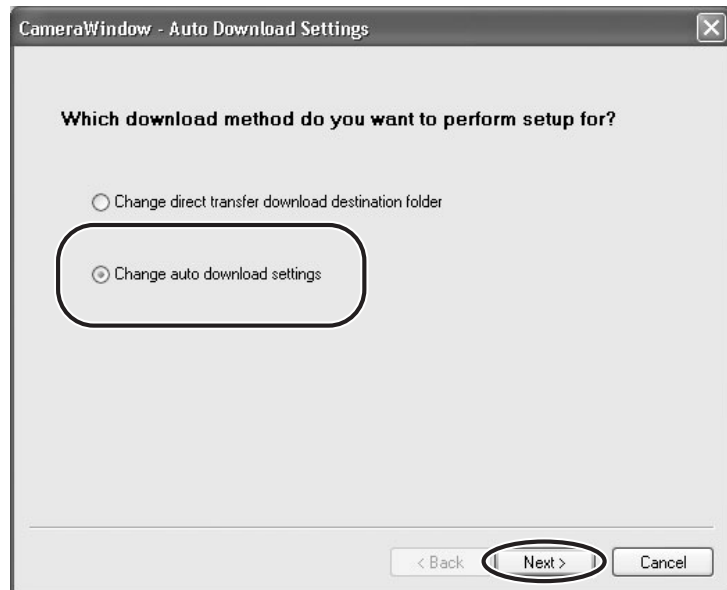 CameraWindow - Auto Download Settings
Which download method do you want to perform setup for?
Change direct transfer download destination folder
Change auto download settings
< Back
Next >
Cancel